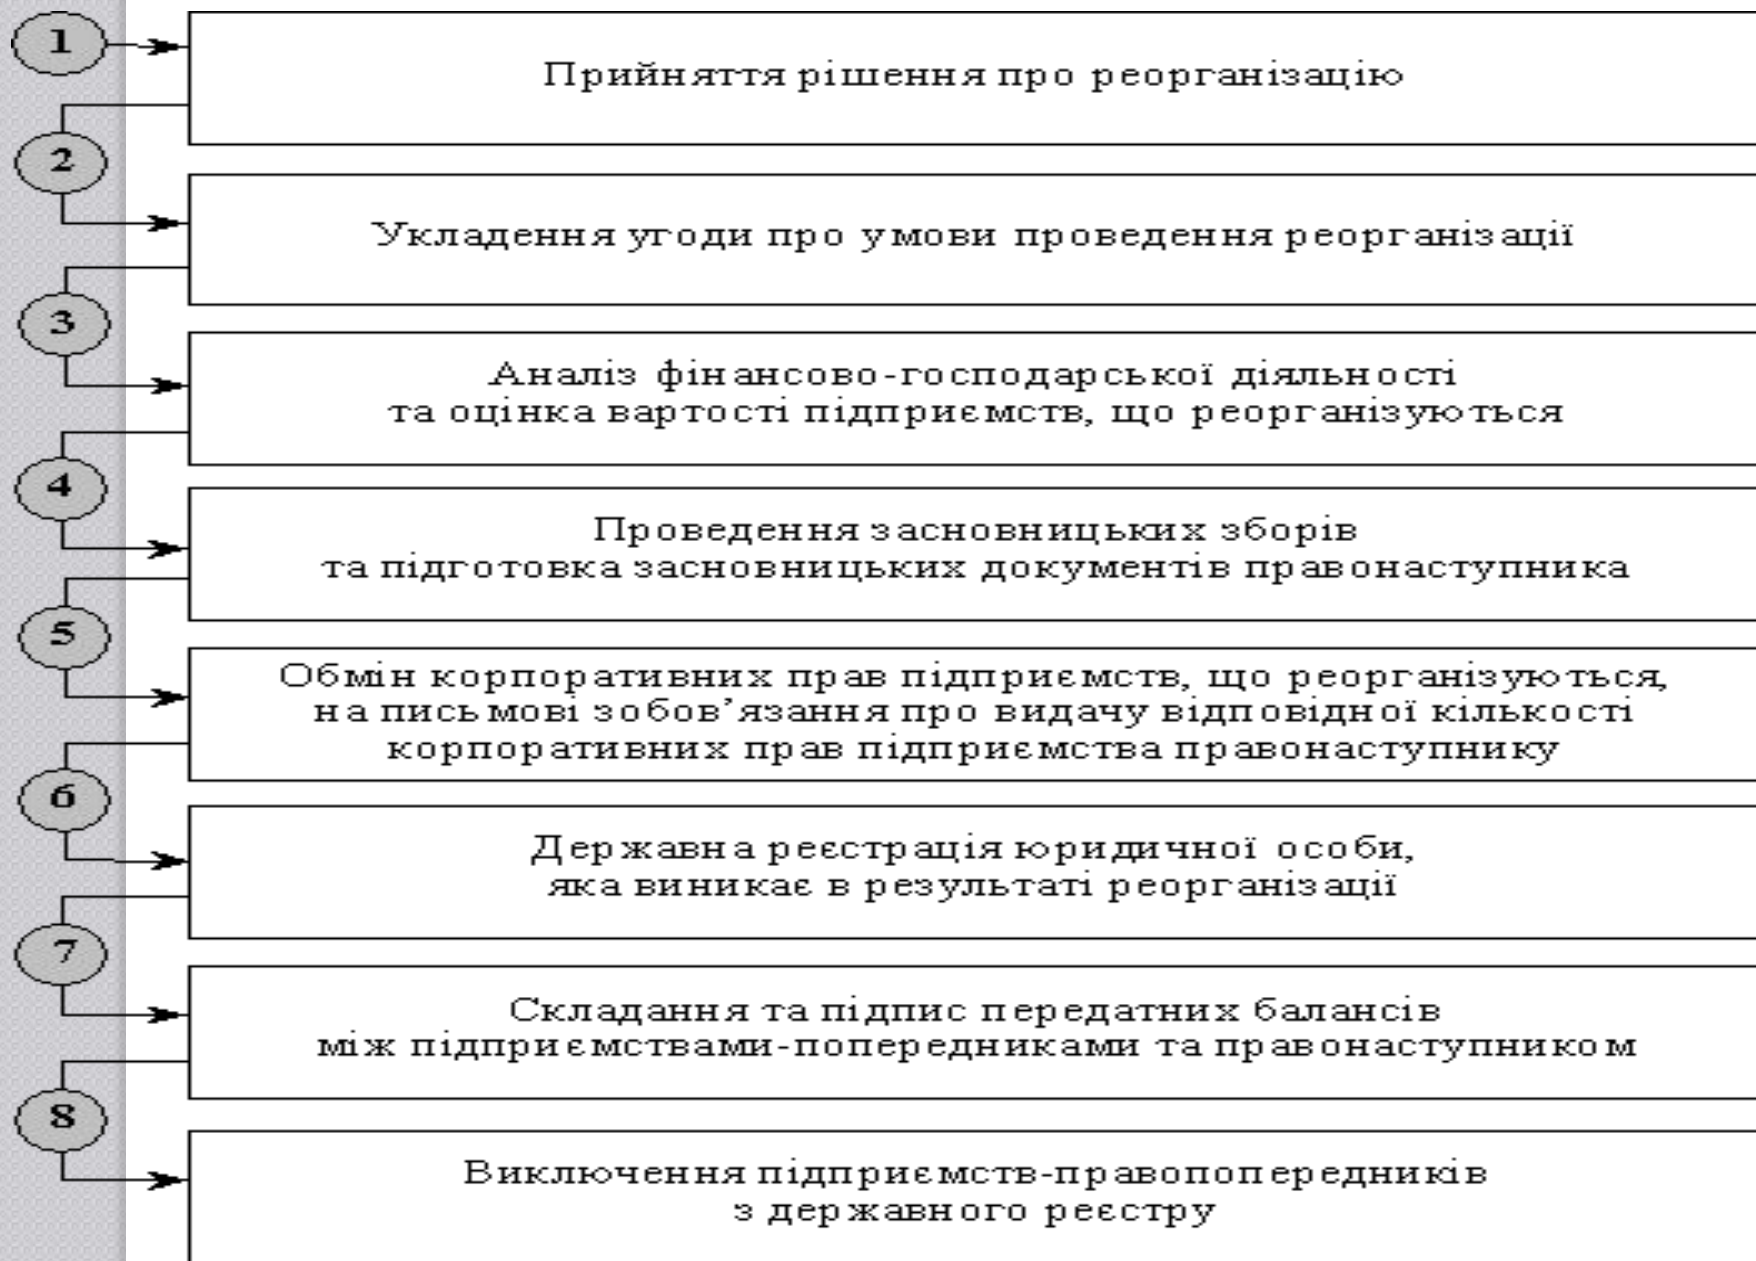 1
Прийняття рішення про реорганізацію
2
Укладення угоди про умови проведення реорганізації
3
Аналіз фінансово-господарської діяльності
та оцінка вартості підприємств, що реорганізуються
4
Проведення засновницьких зборів
та підготовка засновницьких документів правонаступника
5
Обмін корпоративних прав підприємств, що реорганізуються,
на письмові зобов’язання про видачу відповідної кількості
корпоративних прав підприємства правонаступнику
6
Державна реєстрація юридичної особи,
яка виникає в результаті реорганізації
7
Складання та підпис передатних балансів
між підприємствами-попередниками та правонаступником
8
Виключення підприємств-правопопередників
з державного реєстру